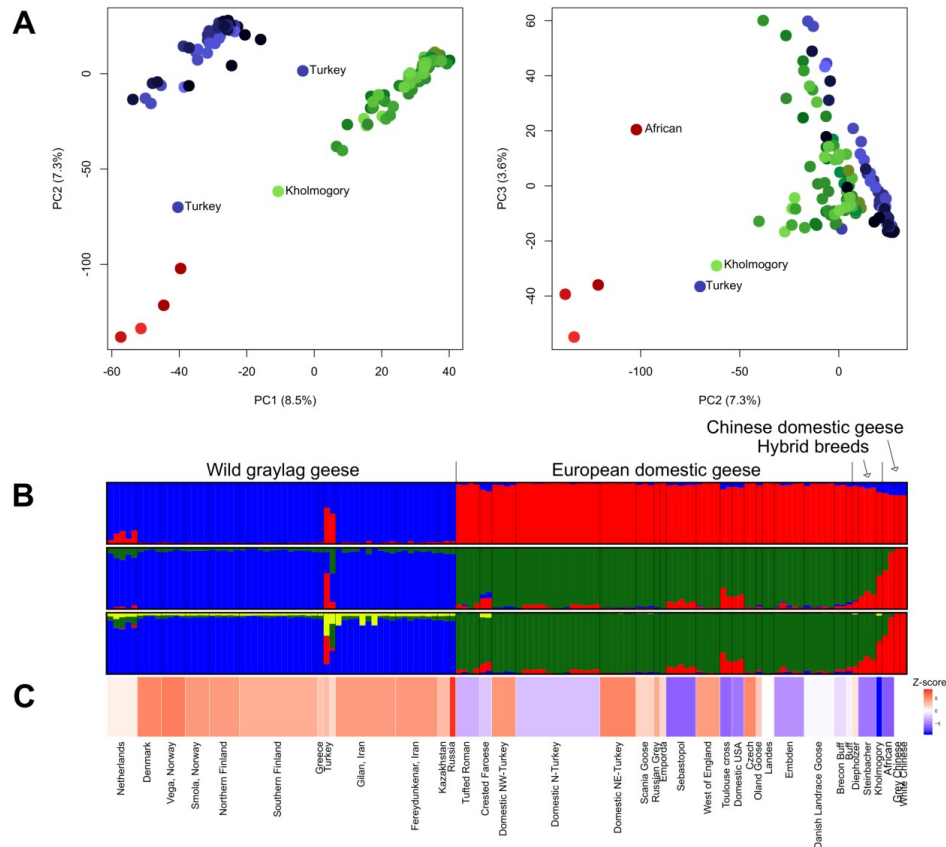 A
PC2 (7.3%)
0
-50
-100
Turkey
Turkey
Kholmogory
-60
-40
-20
0
20
40
PC1 (8.5%)
PC3 (3.6%)
60
40
20
0
-20
-40
African
Kholmogory
Turkey
-100
-50
0
PC2 (7.3%)
B
Wild graylag geese
European domestic geese
Hybrid breeds
Chinese domestic geese
C
Z-score
5
0
-5
Netherlands
Denmark
Vega, Norway
Smola, Norway
Northern Finland
Southern Finland
Greece
Turkey
Gilan, Iran
Fereydunkenar, Iran
Kazakhstan
Russia
Tufted Roman
Crested Faroese
Domestic NW-Turkey
Domestic N-Turkey
Domestic NE-Turkey
Scania Goose
Russian Grey
Emporda
Sebastopol
West of England
Toulouse cross
Domestic USA
Czech
Oland Goose
Landes
Embden
Danish Landrace Goose
Brecon Buff
Buff
Diepholzer
Steinbacher
Kholmogory
African
Grey Chinese
White Chinese